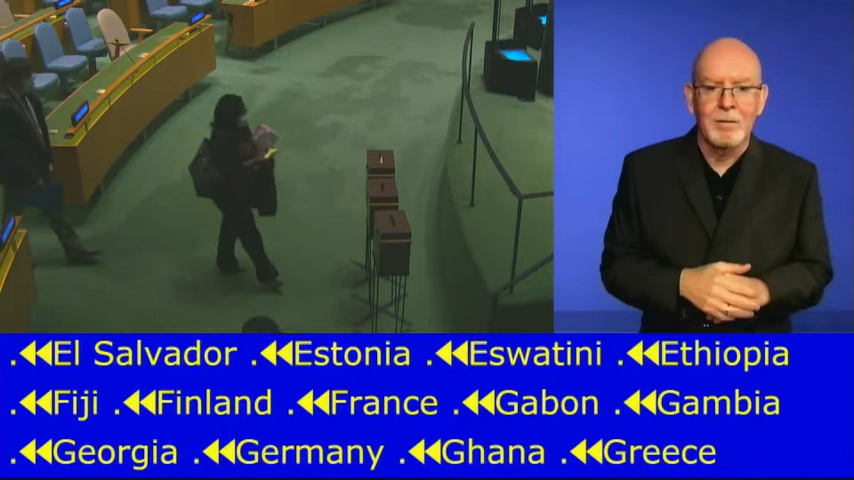 .⏪El Salvador .⏪Estonia .⏪Eswatini .⏪Ethiopia
.⏪Fiji .⏪Finland .⏪France .⏪Gabon .⏪Gambia
.⏪Georgia .⏪Germany .⏪Ghana .⏪Greece